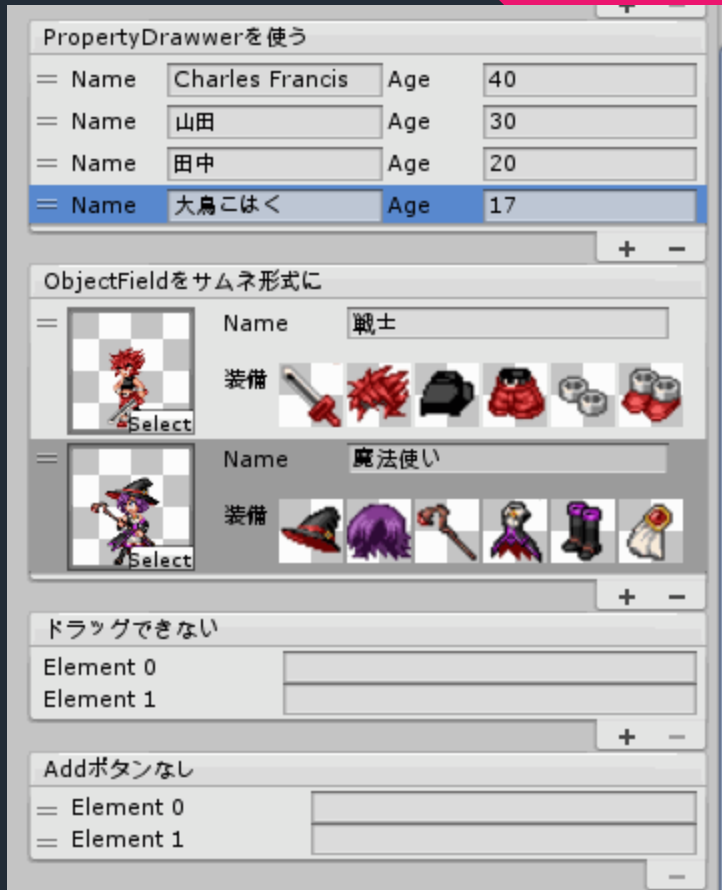 PropertyDrawwerを使う
Name Charles Francis Age 40
Name 山田 Age 30
Name 田中 Age 20
Name 大鳥こはく Age 17
+ −
ObjectFieldをサムネ形式に
Name 戦士
装備
Select
Name 魔法使い
装備
Select
+ −
ドラッグできない
Element 0
Element 1
+ −
Addボタンなし
Element 0
Element 1
−